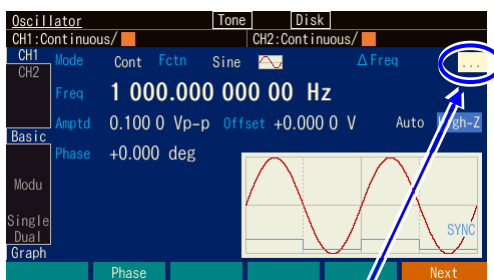 Oscillator Tone Disk
CH1:Continuous/ CH2:Continuous/
CH1 Mode Cont Fctn Sine ΔFreq ...
CH2
Freq 1 000.000 000 00 Hz
Amptd 0.100 0 Vp-p Offset +0.000 0 V Auto High-Z
Basic
Phase +0.000 deg
Modu
Single
Dual
SYNC
Graph
Phase Next